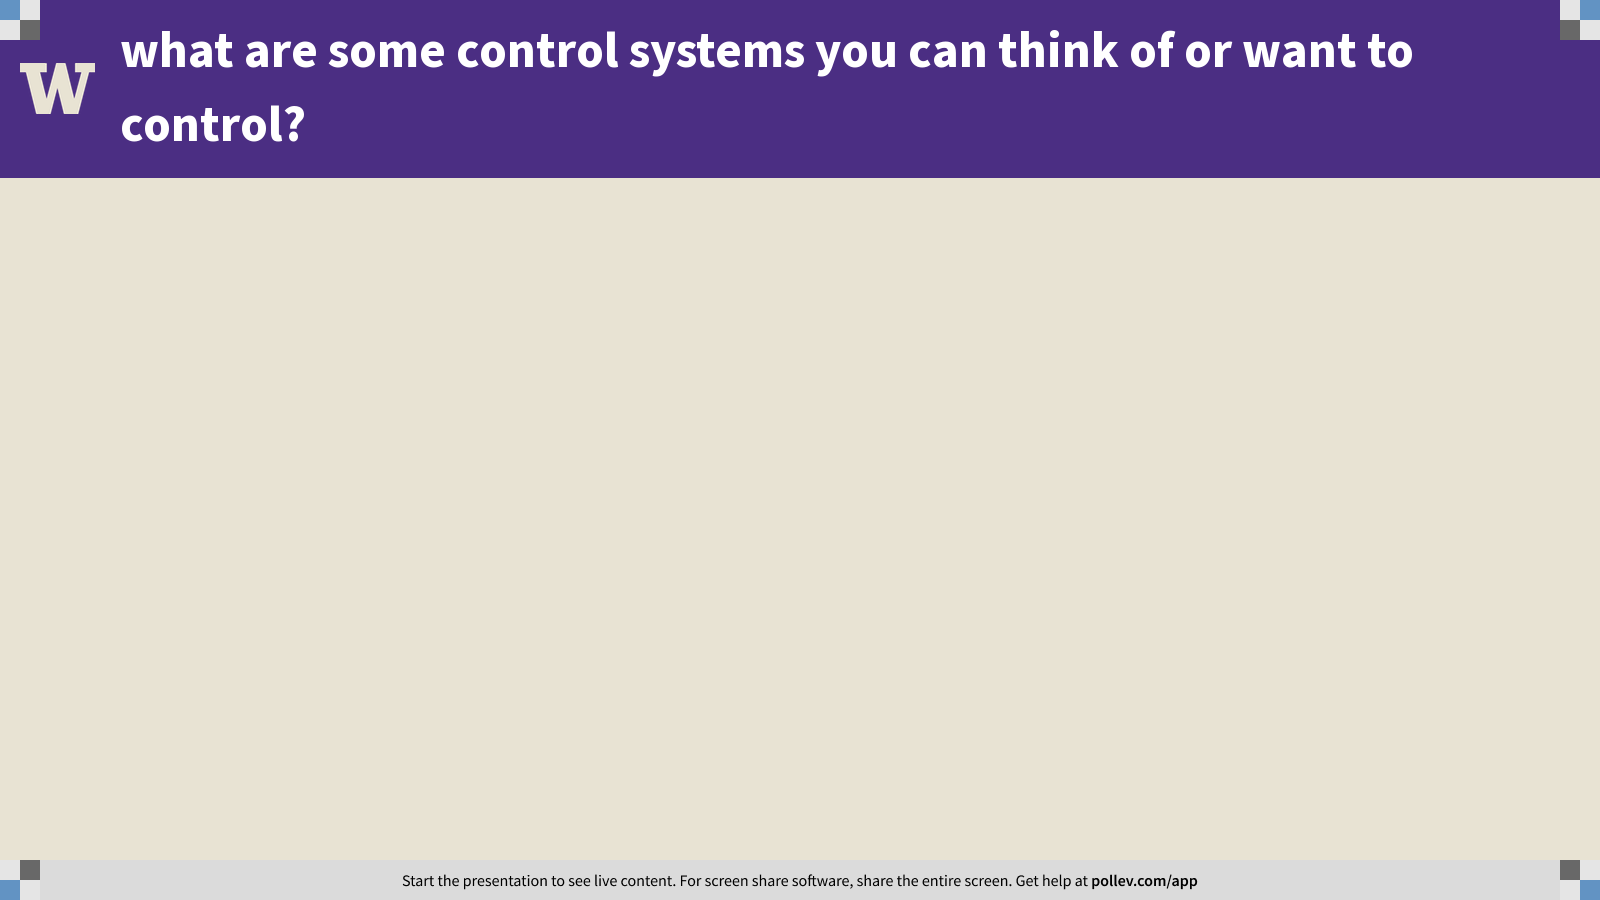 what are some control systems you can think of or want to
control?
W
Start the presentation to see live content. For screen share software, share the entire screen. Get help at pollev.com/app